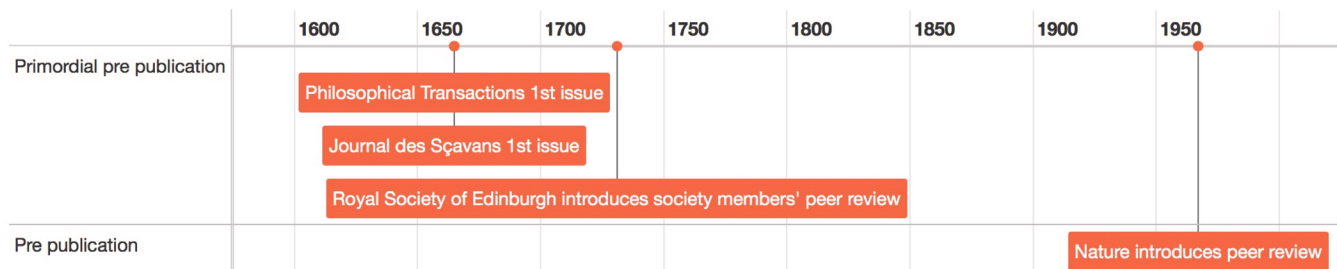 1600 1650 1700 1750 1800 1850 1900 1950
Primordial pre publication
Philosophical Transactions 1st issue
Journal des Sçavans 1st issue
Royal Society of Edinburgh introduces society members' peer review
Pre publication
Nature introduces peer review